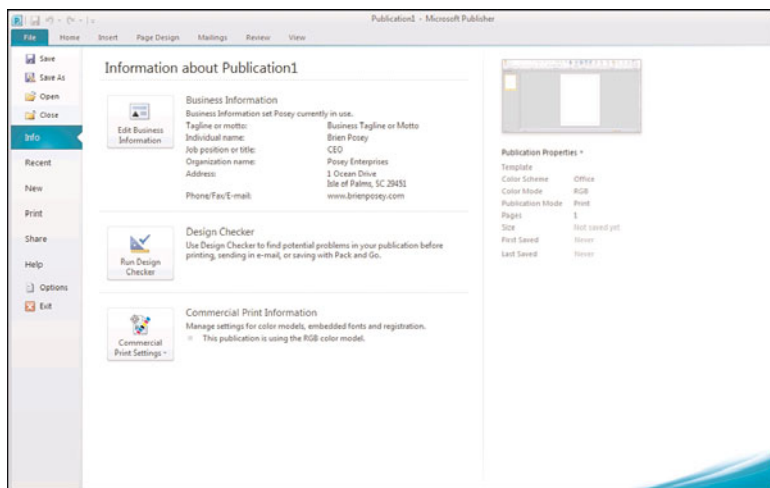 Publication1 - Microsoft Publisher
File Home Insert Page Design Mailings Review View
Save
Save As
Open
Close
Info
Recent
New
Print
Share
Help
Options
Exit
Information about Publication1
Edit Business
Information
Business Information
Business Information set Posey currently in use.
Tagline or motto: Business Tagline or Motto
Individual name: Brien Posey
Job position or title: CEO
Organization name: Posey Enterprises
Address: 1 Ocean Drive
Isle of Palms, SC 29451
Phone/Fax/E-mail: www.brienposey.com
Run Design
Checker
Design Checker
Use Design Checker to find potential problems in your publication before
printing, sending in e-mail, or saving with Pack and Go.
Commercial
Print Settings
Commercial Print Information
Manage settings for color models, embedded fonts and registration.
This publication is using the RGB color model.
Publication Properties
Template
Color Scheme Office
Color Mode RGB
Publication Mode Print
Pages 1
Size Not saved yet
First Saved Never
Last Saved Never